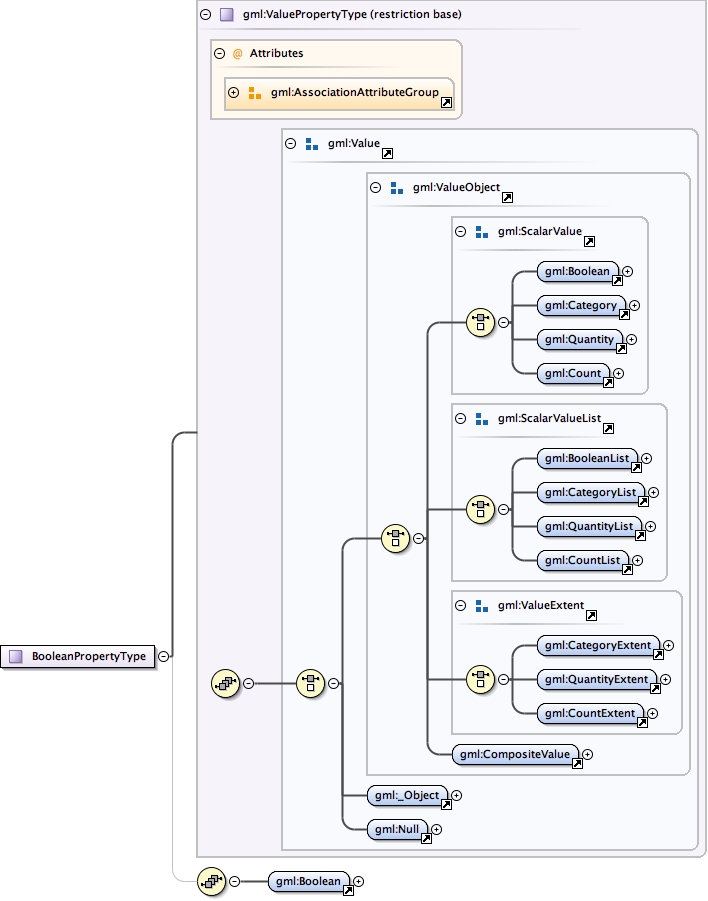 gml:ValuePropertyType (restriction base)
@ Attributes
gml:AssociationAttributeGroup
gml:Value
gml:ValueObject
gml:ScalarValue
gml:Boolean
gml:Category
gml:Quantity
gml:Count
gml:ScalarValueList
gml:BooleanList
gml:CategoryList
gml:QuantityList
gml:CountList
gml:ValueExtent
gml:CategoryExtent
gml:QuantityExtent
gml:CountExtent
gml:CompositeValue
gml:_Object
gml:Null
BooleanPropertyType
gml:Boolean